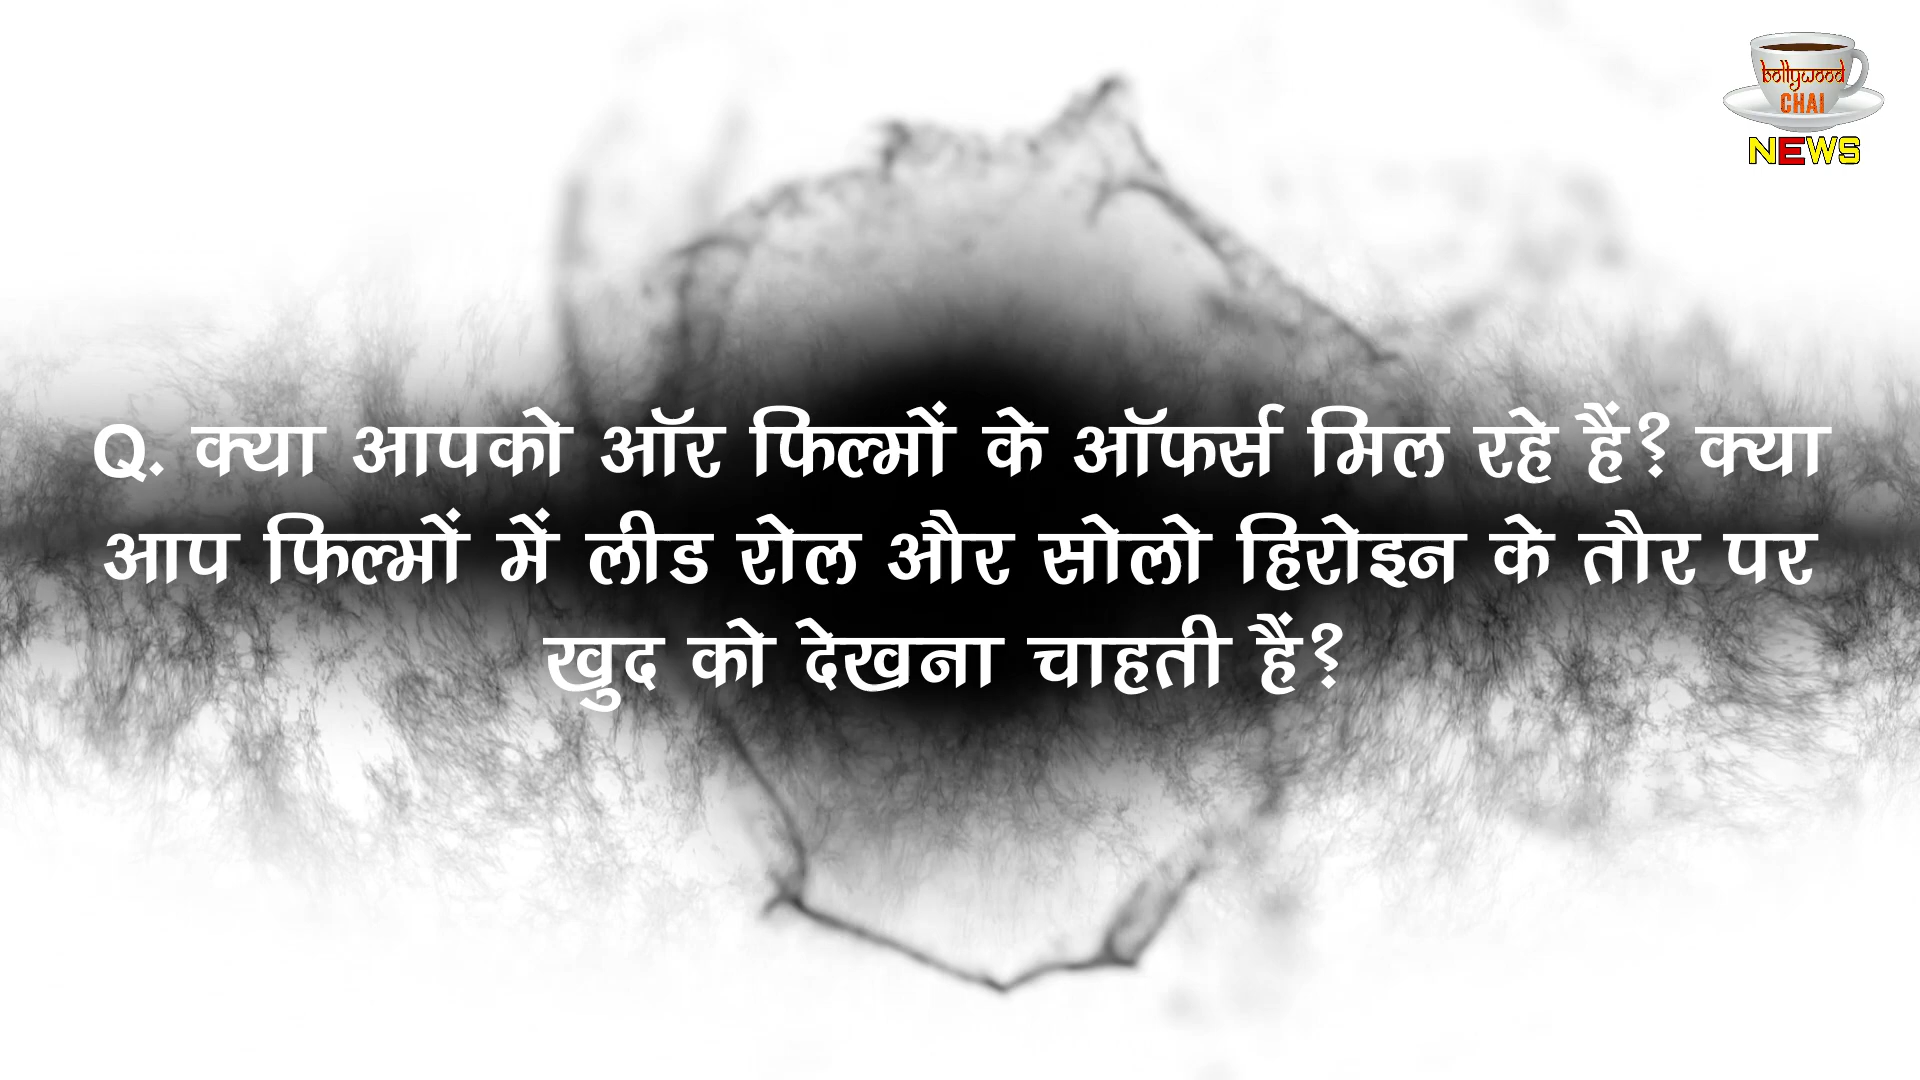 bollywood
CHAI
NEWS
Q. क्या आपको ऑर फिल्मों के ऑफर्स मिल रहे हैं? क्या
आप फिल्मों में लीड रोल और सोलो हिरोइन के तौर पर
खुद को देखना चाहती हैं?